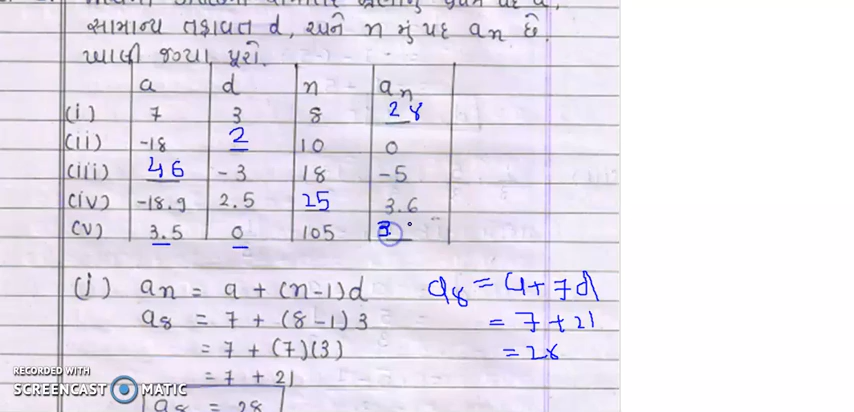 સામાન્ય તફાવત d, અને n મું પદ an છે.
ખાલી જગ્યા પૂરો.
a d n an
(i) 7 3 8 28
(ii) -18 2 10 0
(iii) 46 -3 18 -5
(iv) -18.9 2.5 25 3.6
(v) 3.5 0 105 3.
(i) an = a + (n-1)d a8 = a + 7d
a8 = 7 + (8-1) 3 = 7 + 21
= 7 + (7)(3) = 28
= 7 + 21
a8 = 28
RECORDED WITH
SCREENCAST MATIC